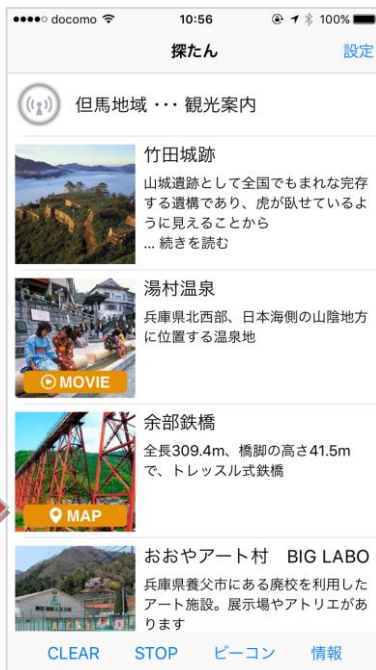 docomo 10:56 100%
探たん 設定
但馬地域・・・観光案内
竹田城跡
山城遺跡として全国でもまれな完存
する遺構であり、虎が臥せているよ
うに見えることから
... 続きを読む
湯村温泉
兵庫県北西部、日本海側の山陰地方
に位置する温泉地
MOVIE
余部鉄橋
全長309.4m、橋脚の高さ41.5m
で、トレッスル式鉄橋
MAP
おおやアート村 BIG LABO
兵庫県養父市にある廃校を利用した
アート施設。展示場やアトリエがあ
ります
CLEAR STOP ビーコン 情報